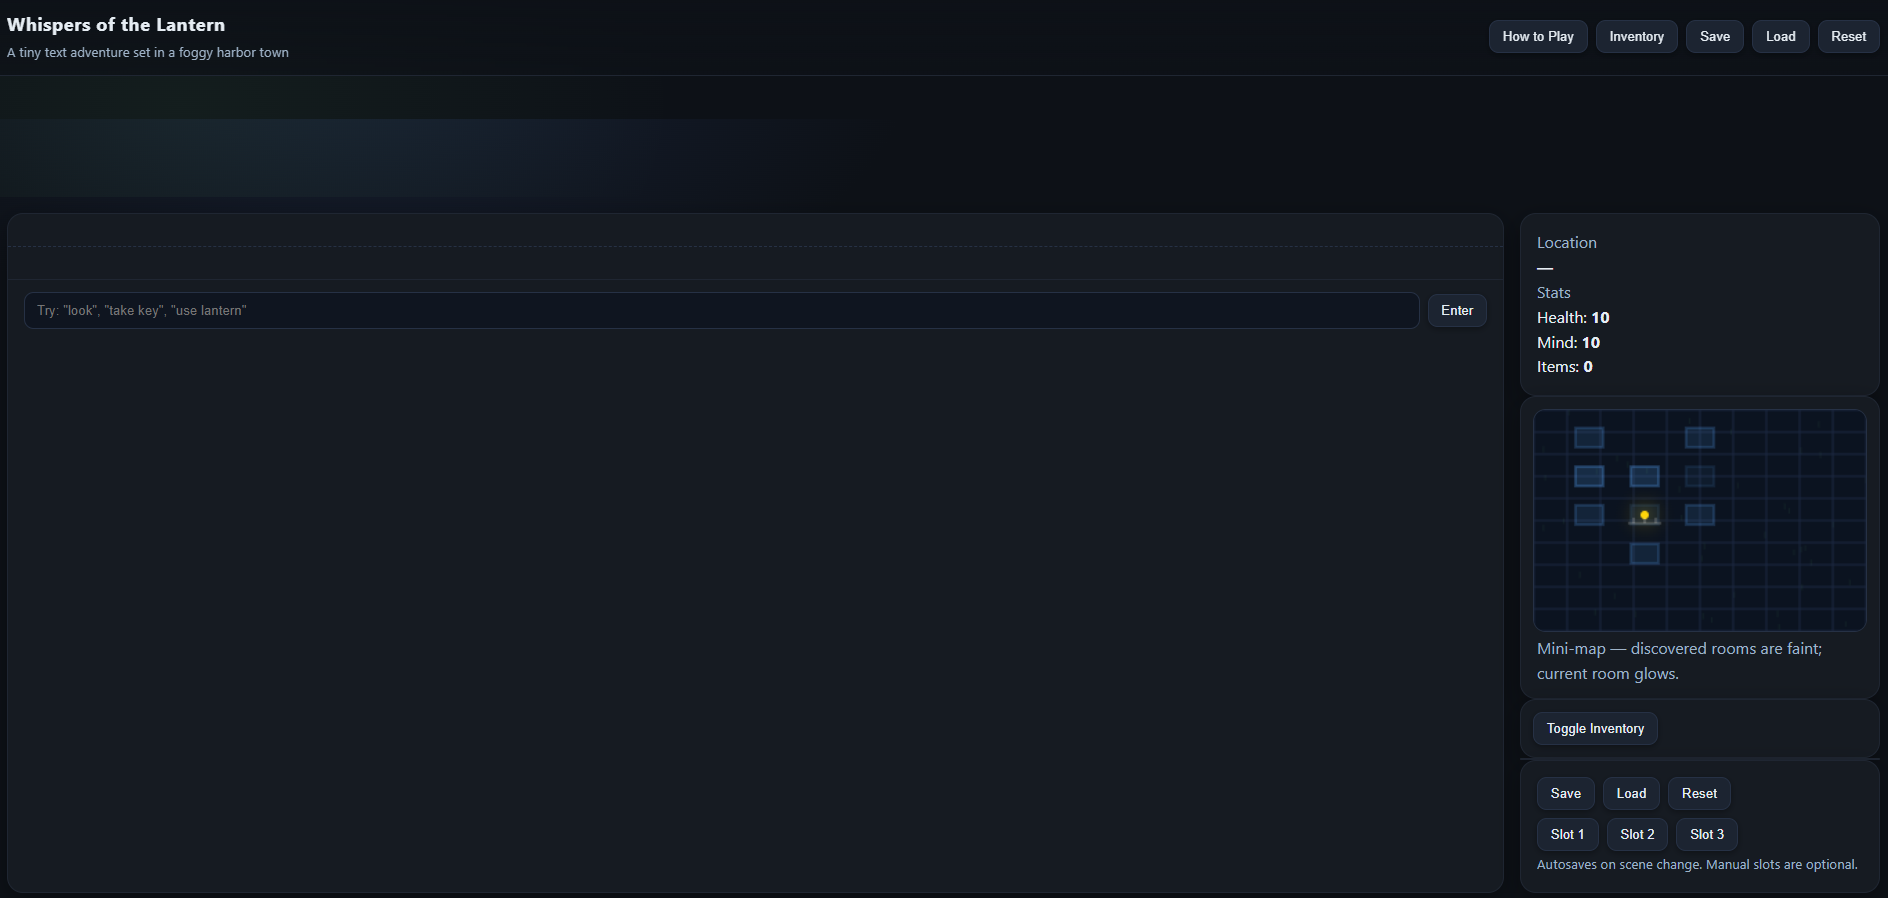 Whispers of the Lantern
A tiny text adventure set in a foggy harbor town
How to Play
Inventory
Save
Load
Reset
Try: "look", "take key", "use lantern"
Enter
Location
—
Stats
Health: 10
Mind: 10
Items: 0
Mini-map — discovered rooms are faint;
current room glows.
Toggle Inventory
Save
Load
Reset
Slot 1
Slot 2
Slot 3
Autosaves on scene change. Manual slots are optional.